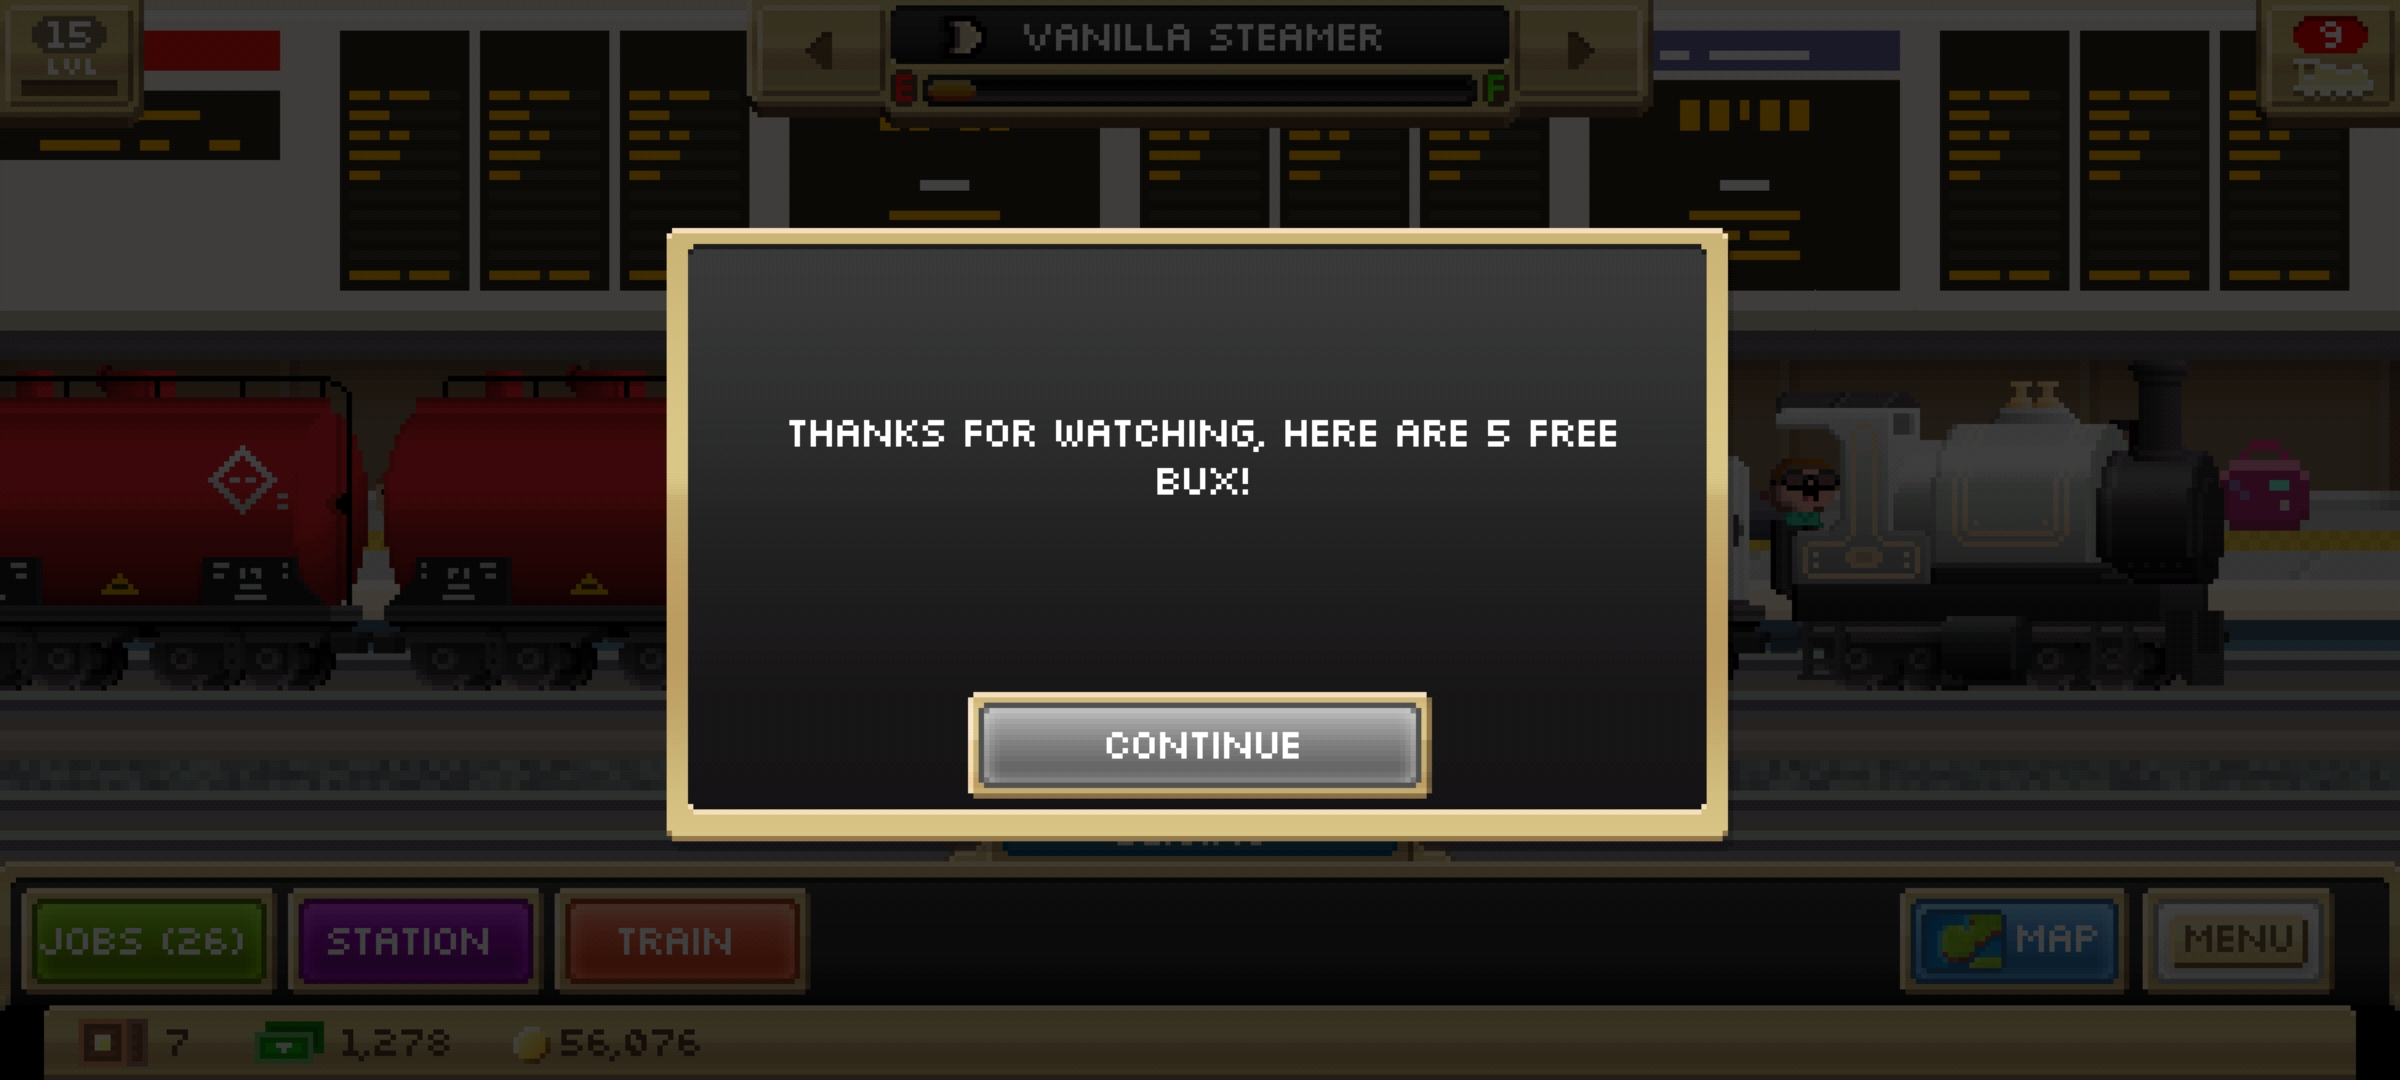 15
LVL
VANILLA STEAMER
E
F
9
THANKS FOR WATCHING, HERE ARE 5 FREE
BUX!
CONTINUE
JOBS (26)
STATION
TRAIN
MAP
MENU
7
1,278
56,076